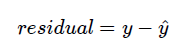 residual = y − ŷ